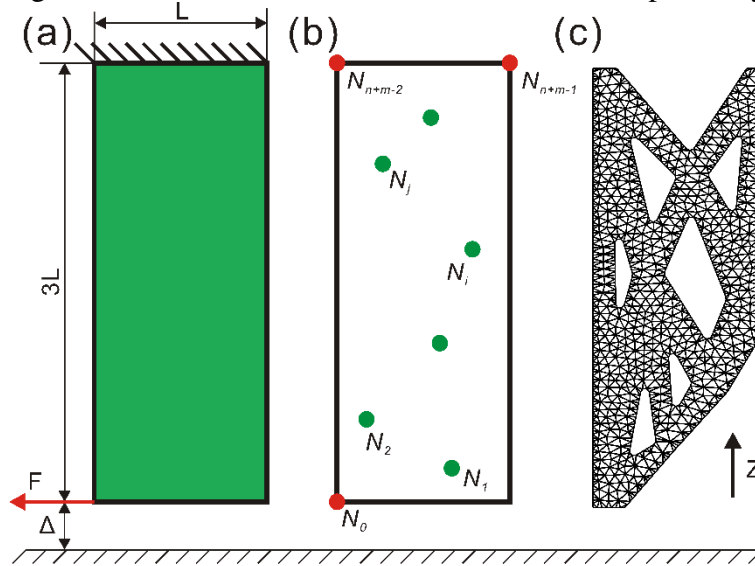 (a)
L
(b)
(c)
N_{n+m-2}
N_{n+m-1}
N_j
3L
N_i
N_2
N_1
Z
F
N_0
Δ